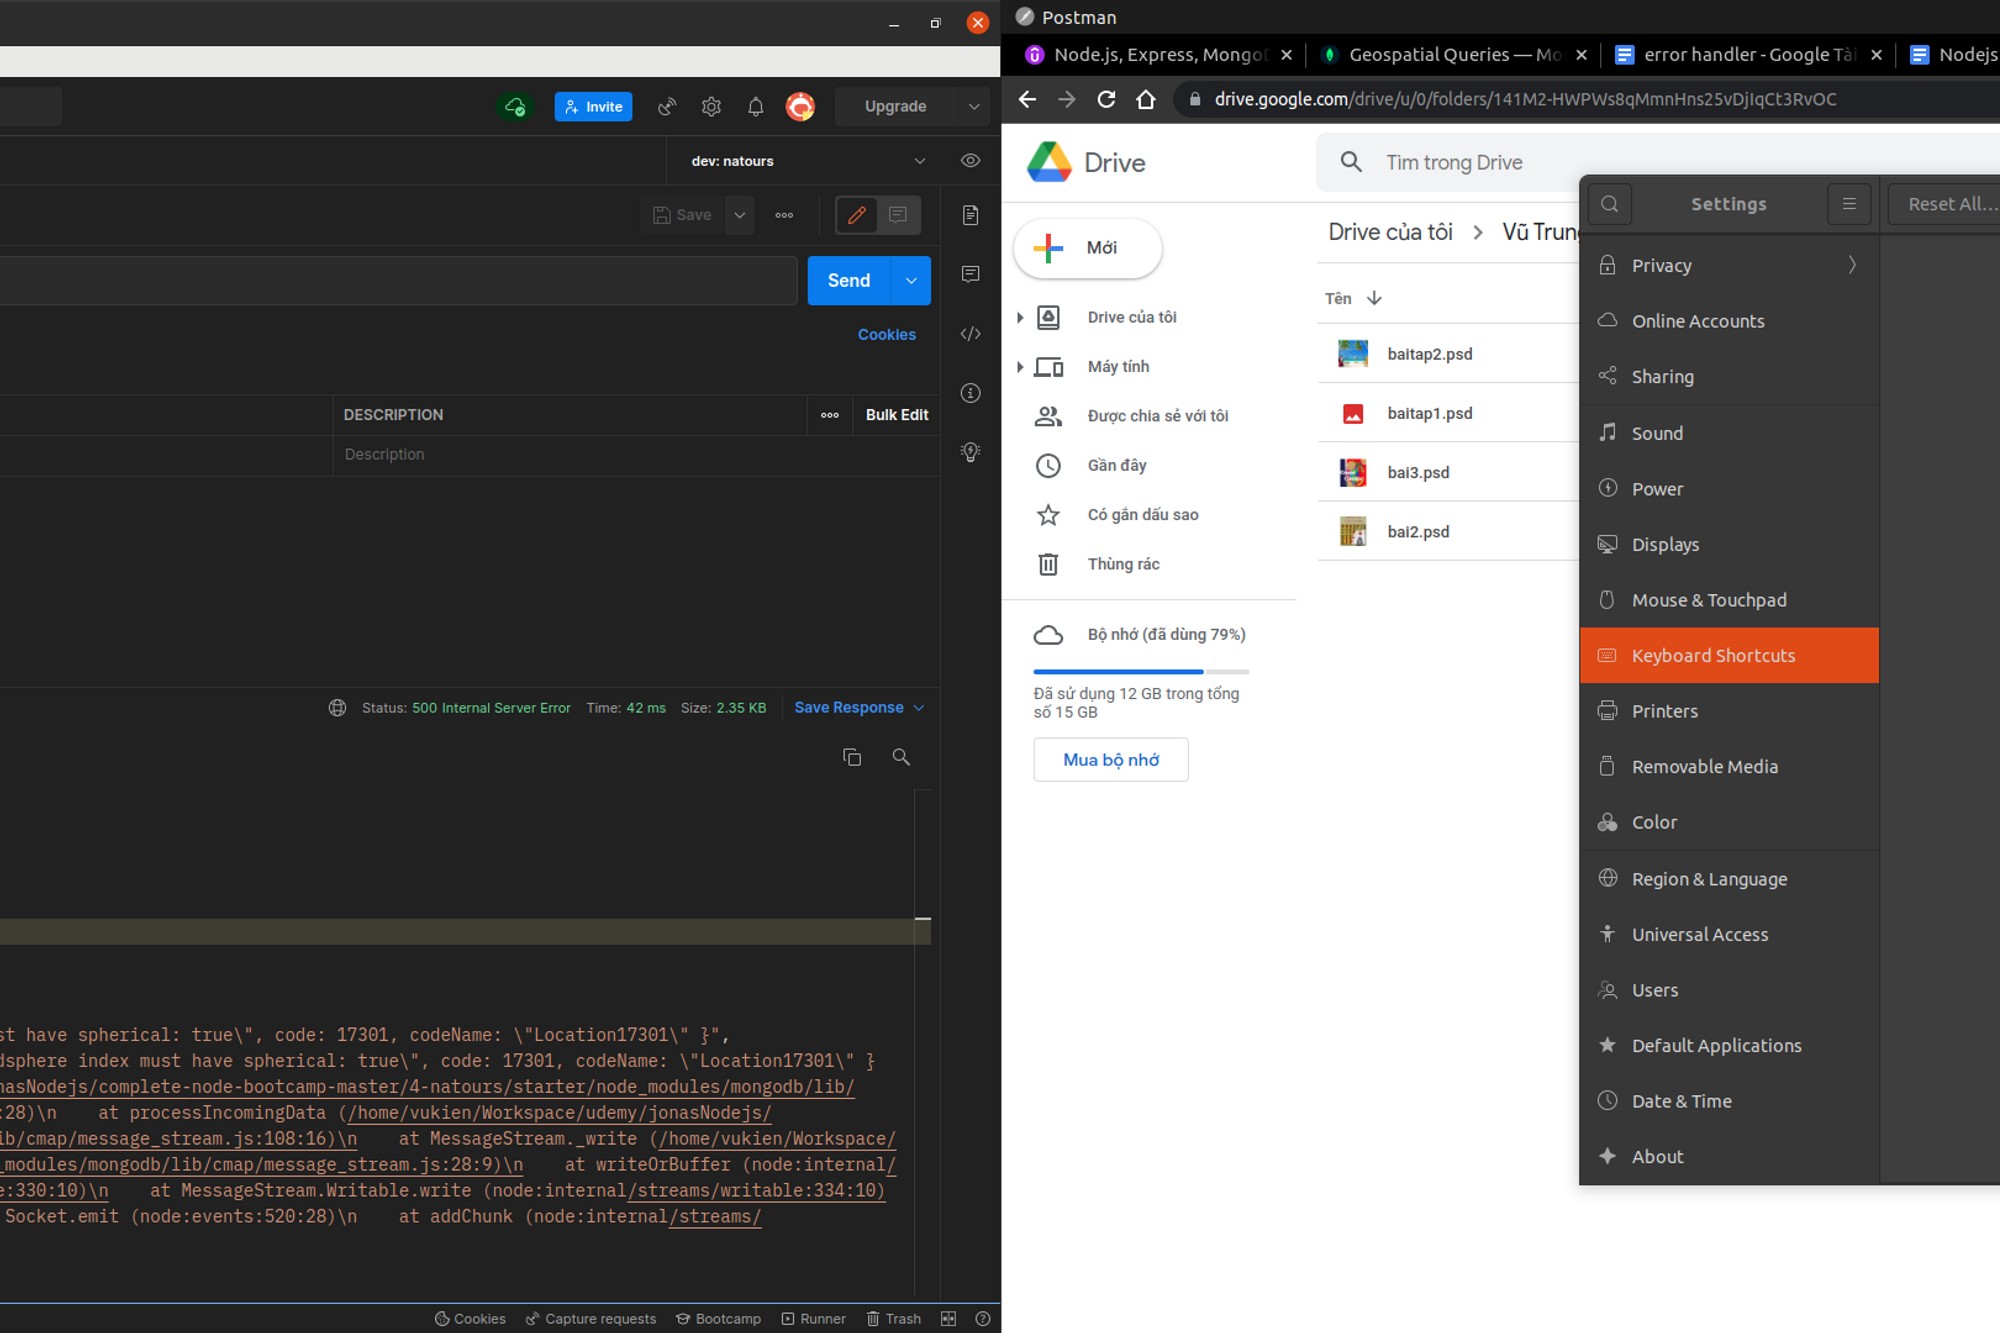 Postman
Node.js, Express, MongoD
Geospatial Queries — Mo
error handler - Google Tài
Nodejs
Invite
Upgrade
drive.google.com/drive/u/0/folders/141M2-HWPWs8qMmnHns25vDjIqCt3RvOC
dev: natours
Drive
Tìm trong Drive
Save
Settings
Reset All...
Send
Cookies
DESCRIPTION
Bulk Edit
Description
Status: 500 Internal Server Error Time: 42 ms Size: 2.35 KB Save Response
st have spherical: true\", code: 17301, codeName: \"Location17301\" }",
dsphere index must have spherical: true\", code: 17301, codeName: \"Location17301\" }
nasNodejs/complete-node-bootcamp-master/4-natours/starter/node_modules/mongodb/lib/
:28)\n    at processIncomingData (/home/vukien/Workspace/udemy/jonasNodejs/
ib/cmap/message_stream.js:108:16)\n    at MessageStream._write (/home/vukien/Workspace/
_modules/mongodb/lib/cmap/message_stream.js:28:9)\n    at writeOrBuffer (node:internal/
e:330:10)\n    at MessageStream.Writable.write (node:internal/streams/writable:334:10)
Socket.emit (node:events:520:28)\n    at addChunk (node:internal/streams/
Cookies
Capture requests
Bootcamp
Runner
Trash
Mới
Drive của tôi
Máy tính
Được chia sẻ với tôi
Gần đây
Có gắn dấu sao
Thùng rác
Bộ nhớ (đã dùng 79%)
Đã sử dụng 12 GB trong tổng
số 15 GB
Mua bộ nhớ
Drive của tôi > Vũ Trung
Tên
baitap2.psd
baitap1.psd
bai3.psd
bai2.psd
Privacy
Online Accounts
Sharing
Sound
Power
Displays
Mouse & Touchpad
Keyboard Shortcuts
Printers
Removable Media
Color
Region & Language
Universal Access
Users
Default Applications
Date & Time
About